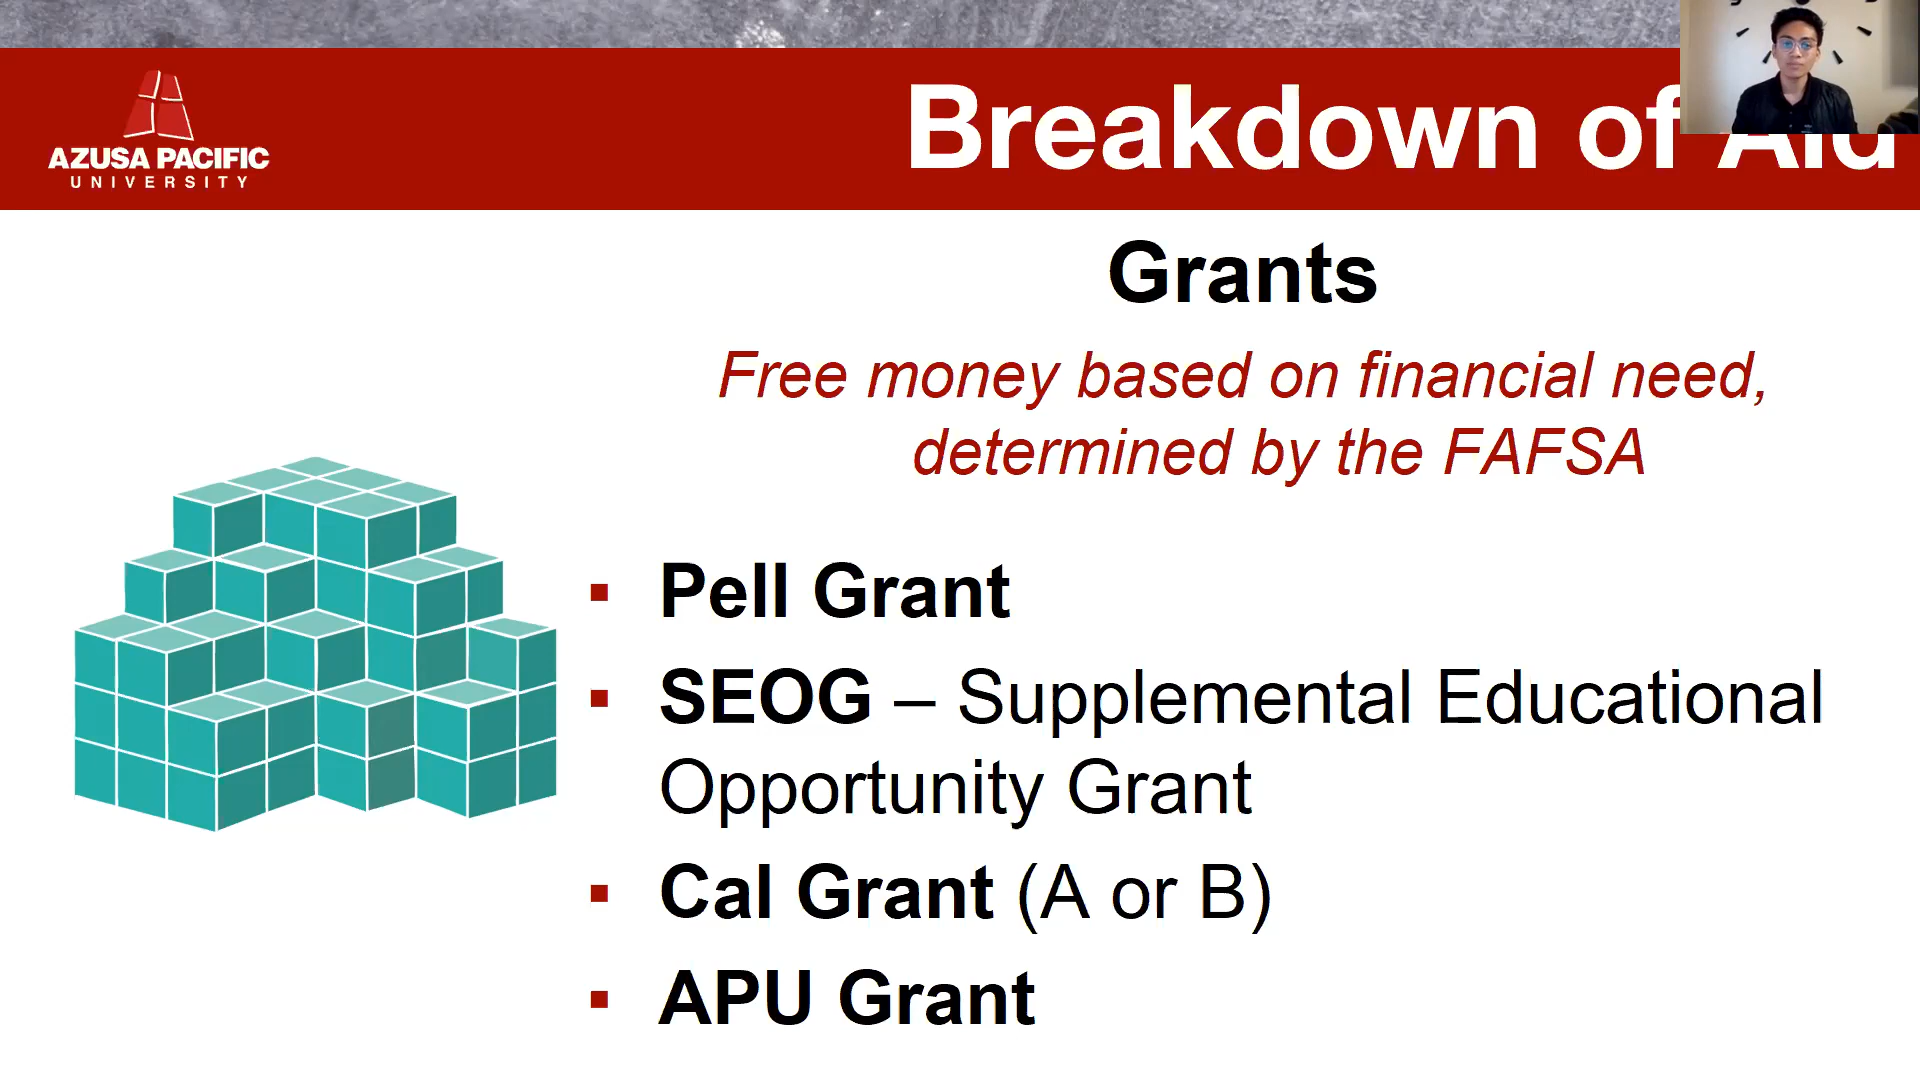 AZUSA PACIFIC
UNIVERSITY
Breakdown of Aid
Grants
Free money based on financial need,
determined by the FAFSA
▪ Pell Grant
▪ SEOG – Supplemental Educational
Opportunity Grant
▪ Cal Grant (A or B)
▪ APU Grant